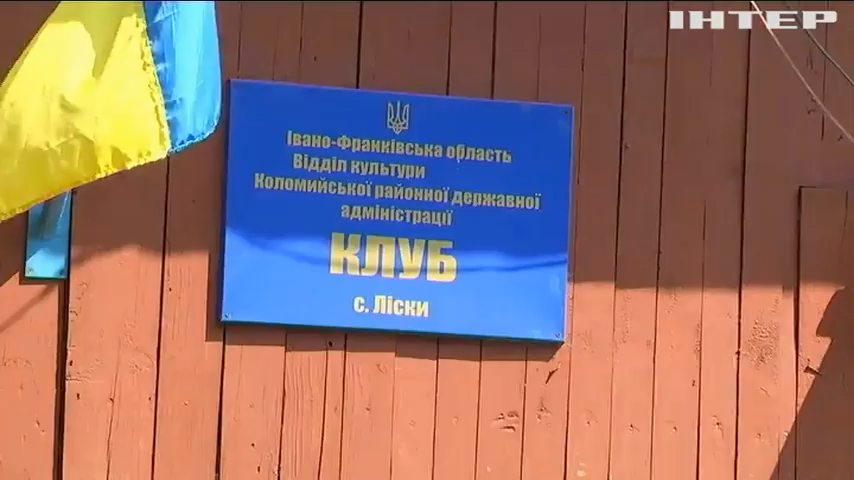 ІНТЕР
Івано-Франківська область
Відділ культури
Коломийської районної державної
адміністрації
КЛУБ
с. Ліски